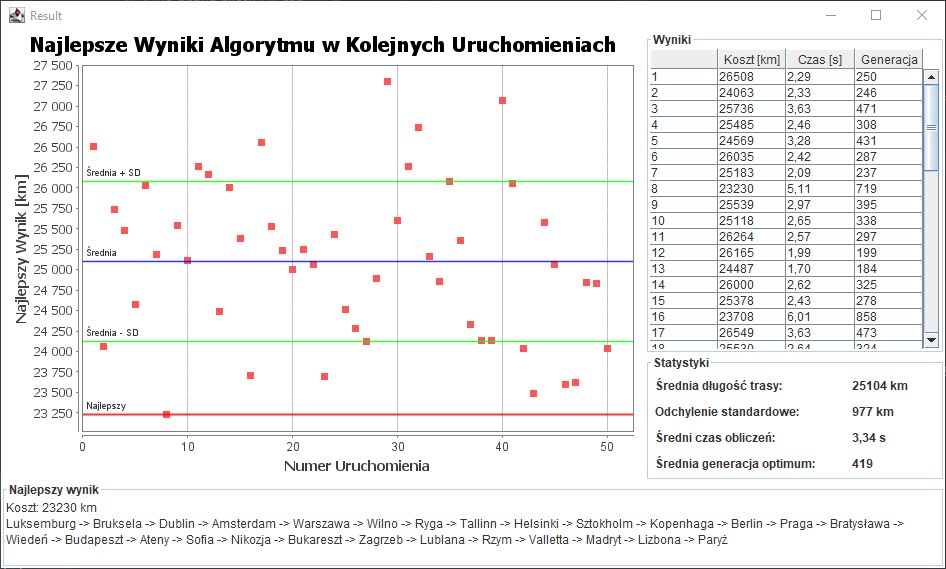 Result
Najlepsze Wyniki Algorytmu w Kolejnych Uruchomieniach
27 500
27 250
27 000
26 750
26 500
26 250
26 000
25 750
25 500
25 250
25 000
24 750
24 500
24 250
24 000
23 750
23 500
23 250
Najlepszy Wynik [km]
Średnia + SD
Średnia
Średnia - SD
Najlepszy
0 10 20 30 40 50
Numer Uruchomienia
Wyniki
Koszt [km] Czas [s] Generacja
1 26508 2,29 250
2 24063 2,33 246
3 25736 3,63 471
4 25485 2,46 308
5 24569 3,28 431
6 26035 2,42 287
7 25183 2,09 237
8 23230 5,11 719
9 25539 2,97 395
10 25118 2,65 338
11 26264 2,57 297
12 26165 1,99 199
13 24487 1,70 184
14 26000 2,62 325
15 25378 2,43 278
16 23708 6,01 858
17 26549 3,63 473
18 25530 2,64 324
Statystyki
Średnia długość trasy: 25104 km
Odchylenie standardowe: 977 km
Średni czas obliczeń: 3,34 s
Średnia generacja optimum: 419
Najlepszy wynik
Koszt: 23230 km
Luksemburg -> Bruksela -> Dublin -> Amsterdam -> Warszawa -> Wilno -> Ryga -> Tallinn -> Helsinki -> Sztokholm -> Kopenhaga -> Berlin -> Praga -> Bratysława ->
Wiedeń -> Budapeszt -> Ateny -> Sofia -> Nikozja -> Bukareszt -> Zagrzeb -> Lublana -> Rzym -> Valletta -> Madryt -> Lizbona -> Paryż